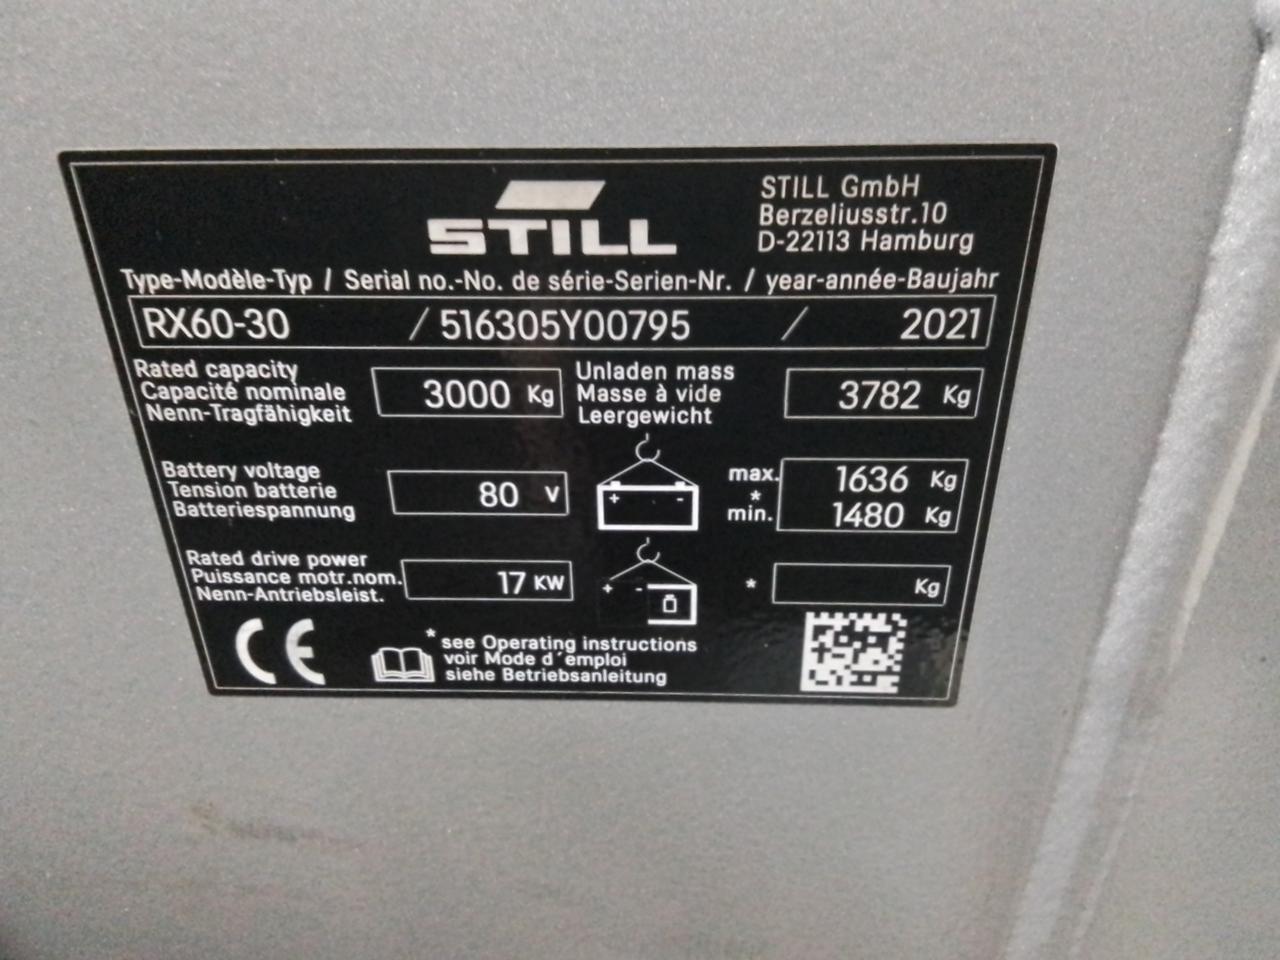 STILL
STILL GmbH
Berzeliusstr.10
D-22113 Hamburg
Type-Modèle-Typ / Serial no.-No. de série-Serien-Nr. / year-année-Baujahr
RX60-30 / 516305Y00795 / 2021
Rated capacity
Capacité nominale
Nenn-Tragfähigkeit
3000 Kg
Unladen mass
Masse à vide
Leergewicht
3782 Kg
Battery voltage
Tension batterie
Batteriespannung
80 V
+ -
max. 1636 Kg
*
min. 1480 Kg
Rated drive power
Puissance motr.nom.
Nenn-Antriebsleist.
17 KW
+ -
* Kg
CE
* see Operating instructions
voir Mode d´emploi
siehe Betriebsanleitung